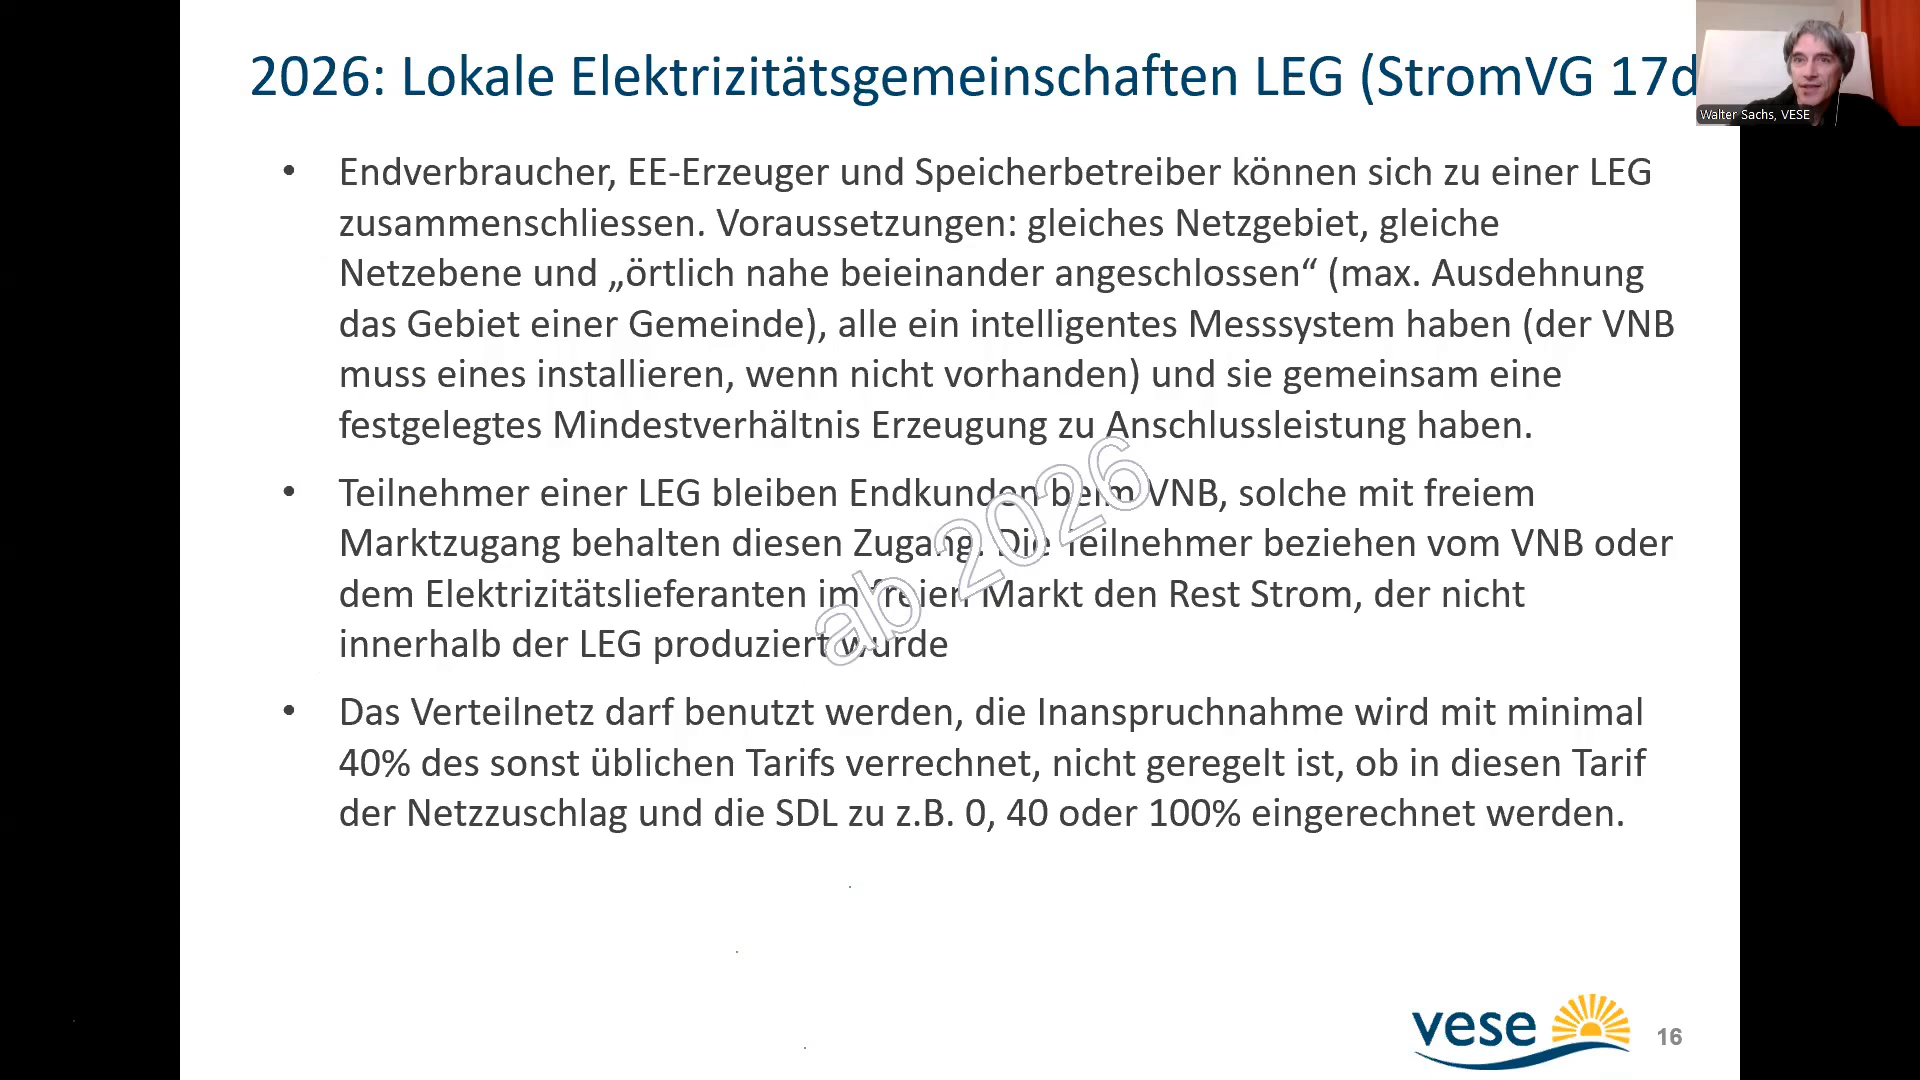 2026: Lokale Elektrizitätsgemeinschaften LEG (StromVG 17d
Walter Sachs, VESE
• Endverbraucher, EE-Erzeuger und Speicherbetreiber können sich zu einer LEG
zusammenschliessen. Voraussetzungen: gleiches Netzgebiet, gleiche
Netzebene und „örtlich nahe beieinander angeschlossen“ (max. Ausdehnung
das Gebiet einer Gemeinde), alle ein intelligentes Messsystem haben (der VNB
muss eines installieren, wenn nicht vorhanden) und sie gemeinsam eine
festgelegtes Mindestverhältnis Erzeugung zu Anschlussleistung haben.
• Teilnehmer einer LEG bleiben Endkunden beim VNB, solche mit freiem
Marktzugang behalten diesen Zugang. Die Teilnehmer beziehen vom VNB oder
dem Elektrizitätslieferanten im freien Markt den Rest Strom, der nicht
innerhalb der LEG produziert wurde
ab 2026
• Das Verteilnetz darf benutzt werden, die Inanspruchnahme wird mit minimal
40% des sonst üblichen Tarifs verrechnet, nicht geregelt ist, ob in diesen Tarif
der Netzzuschlag und die SDL zu z.B. 0, 40 oder 100% eingerechnet werden.
vese
16